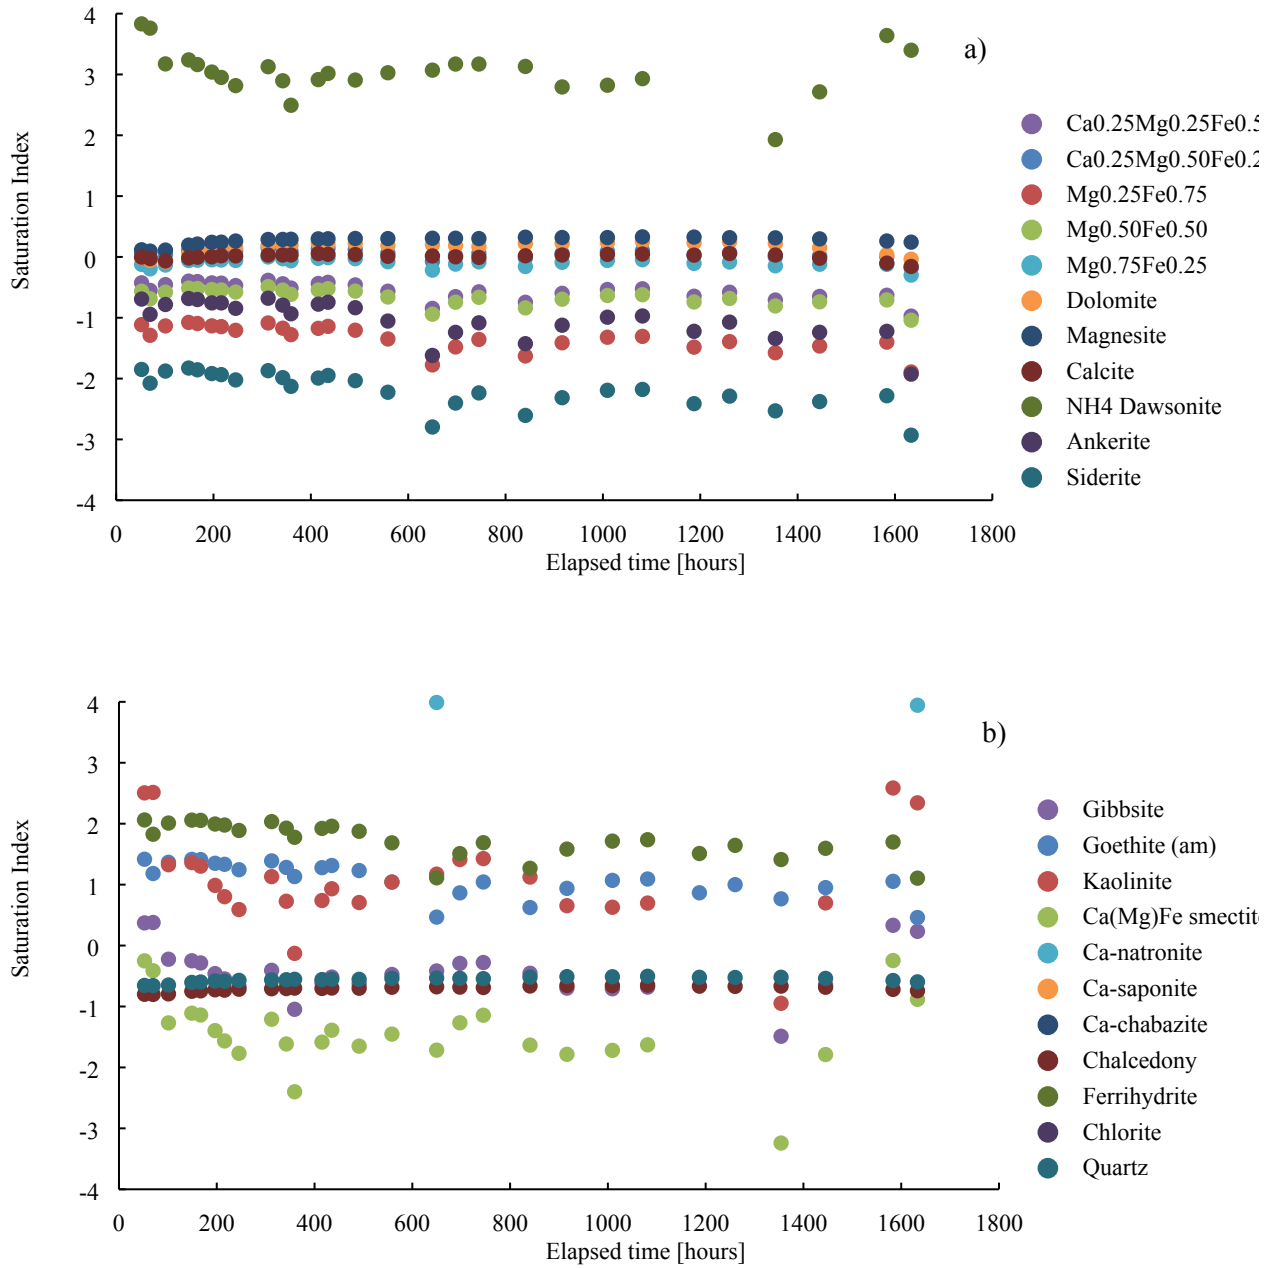 a)
4
3
2
1
0
-1
-2
-3
-4
Saturation Index
0 200 400 600 800 1000 1200 1400 1600 1800
Elapsed time [hours]
Ca0.25Mg0.25Fe0.5
Ca0.25Mg0.50Fe0.2
Mg0.25Fe0.75
Mg0.50Fe0.50
Mg0.75Fe0.25
Dolomite
Magnesite
Calcite
NH4 Dawsonite
Ankerite
Siderite
b)
4
3
2
1
0
-1
-2
-3
-4
Saturation Index
0 200 400 600 800 1000 1200 1400 1600 1800
Elapsed time [hours]
Gibbsite
Goethite (am)
Kaolinite
Ca(Mg)Fe smectit
Ca-natronite
Ca-saponite
Ca-chabazite
Chalcedony
Ferrihydrite
Chlorite
Quartz